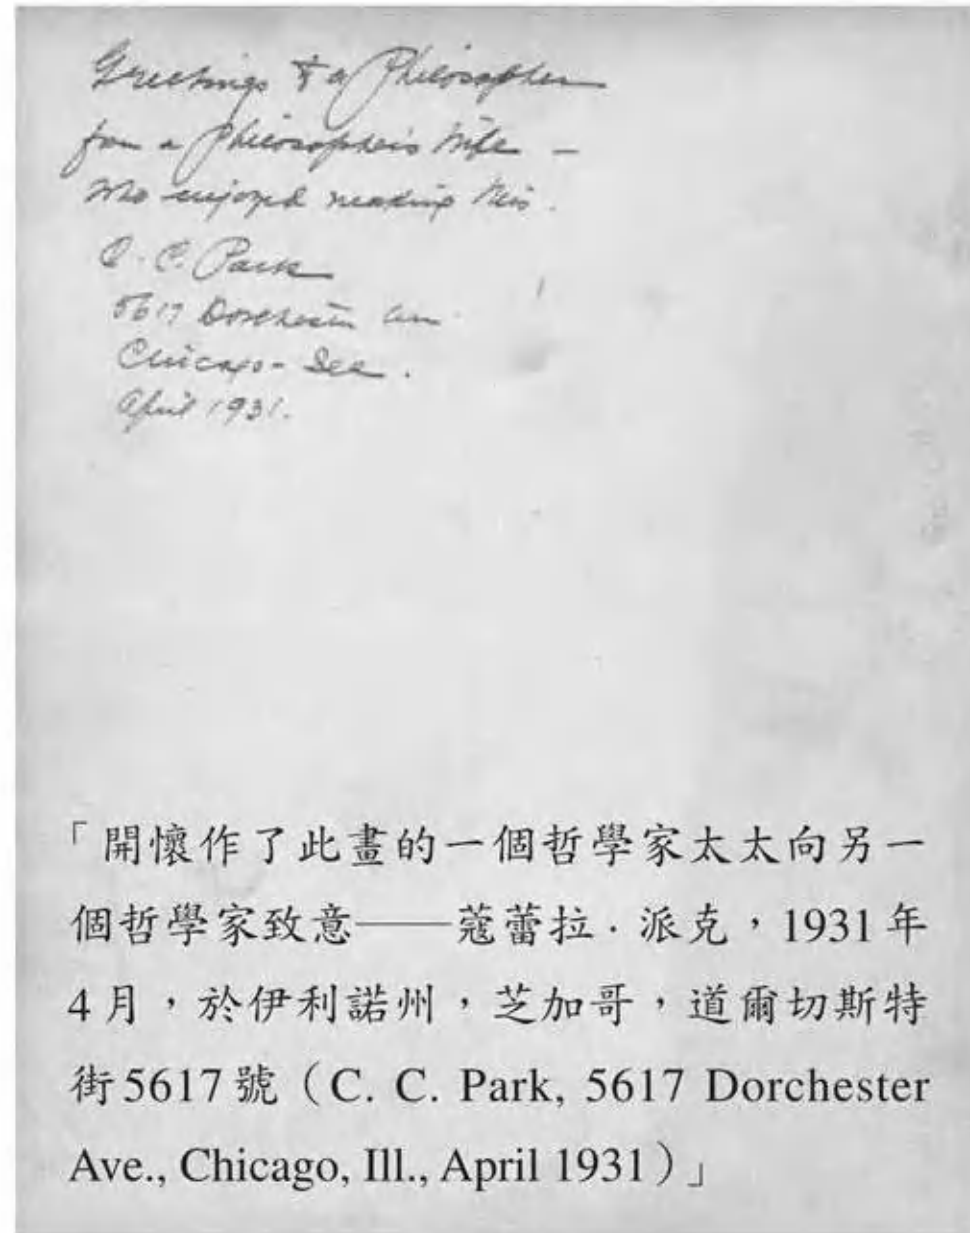 Greetings to a Philosopher
from a Philosopher's Wife —
who enjoyed making this.
C. C. Park
5617 Dorchester Ave.
Chicago - Ill.
April 1931.
「開懷作了此畫的一個哲學家太太向另一
個哲學家致意——蔻蕾拉·派克，1931年
4月，於伊利諾州，芝加哥，道爾切斯特
街5617號（C. C. Park, 5617 Dorchester
Ave., Chicago, Ill., April 1931）」